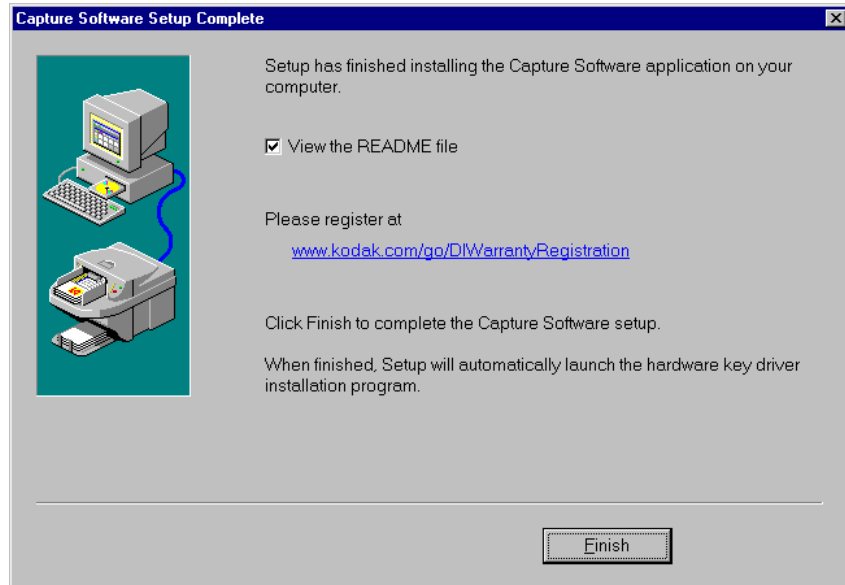 Capture Software Setup Complete
Setup has finished installing the Capture Software application on your
computer.
View the README file
Please register at
www.kodak.com/go/DIWarrantyRegistration
Click Finish to complete the Capture Software setup.
When finished, Setup will automatically launch the hardware key driver
installation program.
Finish